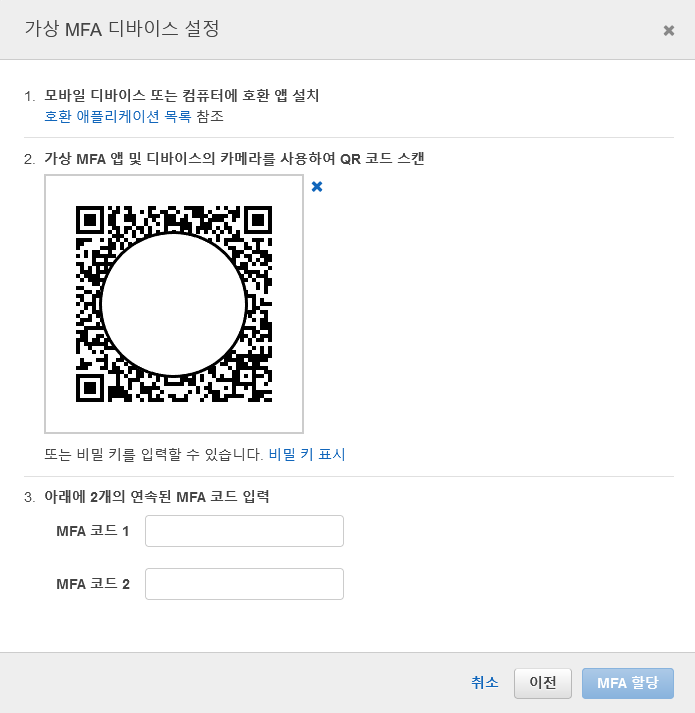 가상 MFA 디바이스 설정
1. 모바일 디바이스 또는 컴퓨터에 호환 앱 설치
호환 애플리케이션 목록 참조
2. 가상 MFA 앱 및 디바이스의 카메라를 사용하여 QR 코드 스캔
또는 비밀 키를 입력할 수 있습니다. 비밀 키 표시
3. 아래에 2개의 연속된 MFA 코드 입력
MFA 코드 1
MFA 코드 2
취소 이전 MFA 할당